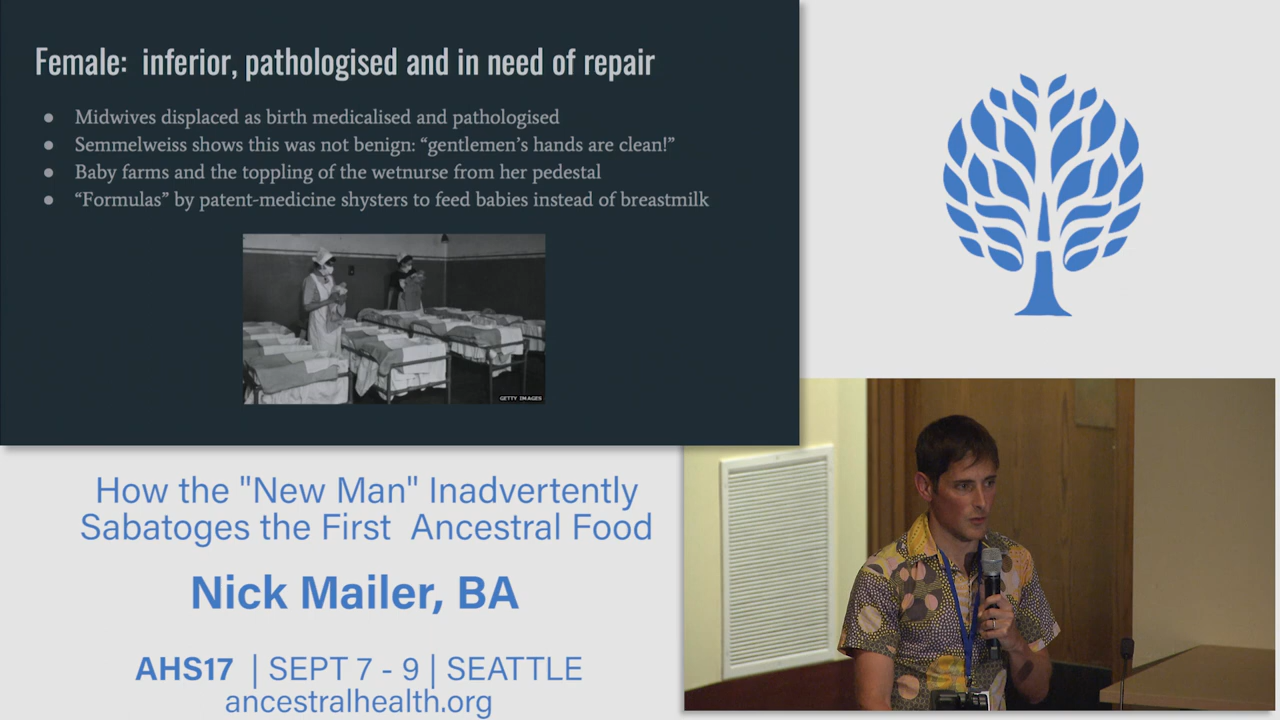 Female: inferior, pathologised and in need of repair
● Midwives displaced as birth medicalised and pathologised
● Semmelweiss shows this was not benign: “gentlemen’s hands are clean!”
● Baby farms and the toppling of the wetnurse from her pedestal
● “Formulas” by patent-medicine shysters to feed babies instead of breastmilk
GETTY IMAGES
How the "New Man" Inadvertently
Sabatoges the First Ancestral Food
Nick Mailer, BA
AHS17 | SEPT 7 - 9 | SEATTLE
ancestralhealth.org